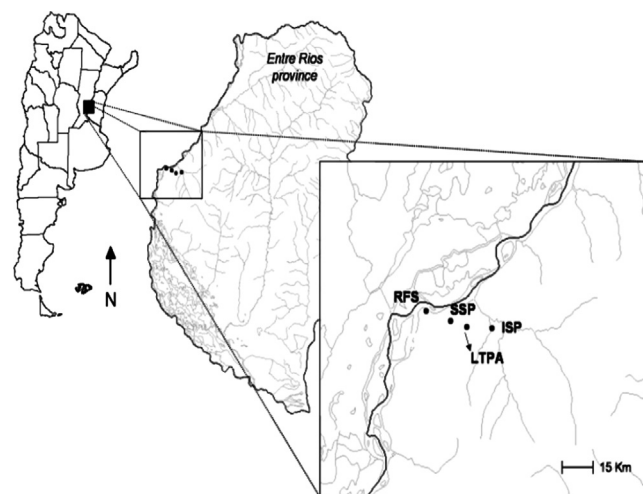 Entre Rios
province
N
RFS
SSP
ISP
LTPA
15 Km